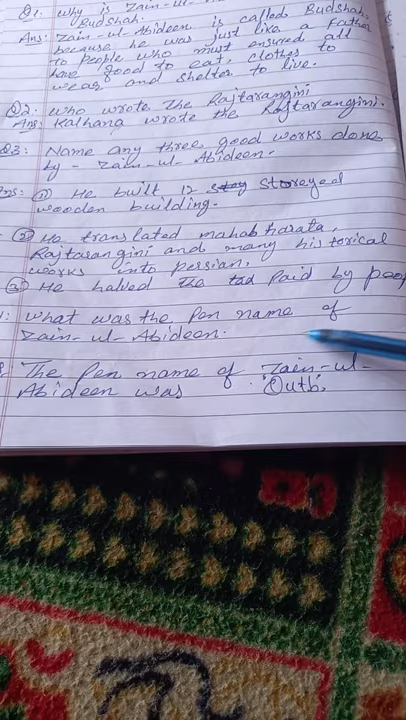 Q1: Why is Zain-ul-
Budshah.
Ans: Zain-ul-Abideen is called Budshah,
because he was just like a father
to people who must ensured all
have good to eat, clothes to
wear and shelter to live.
Q2: who wrote The Rajtarangini
Ans: Kalhana wrote the Rajtarangini.
Q3: Name any three good works done
by - Zain-ul-Abideen.
Ans: ① He built 12 Storeyed
wooden building.
② He translated mahabharata,
Rajtarangini and many historical
works into persian.
③ He halved the Paid by peop
: what was the Pen name of
Zain-ul-Abideen.
The Pen name of Zain-ul-
Abideen was 'Qutb,